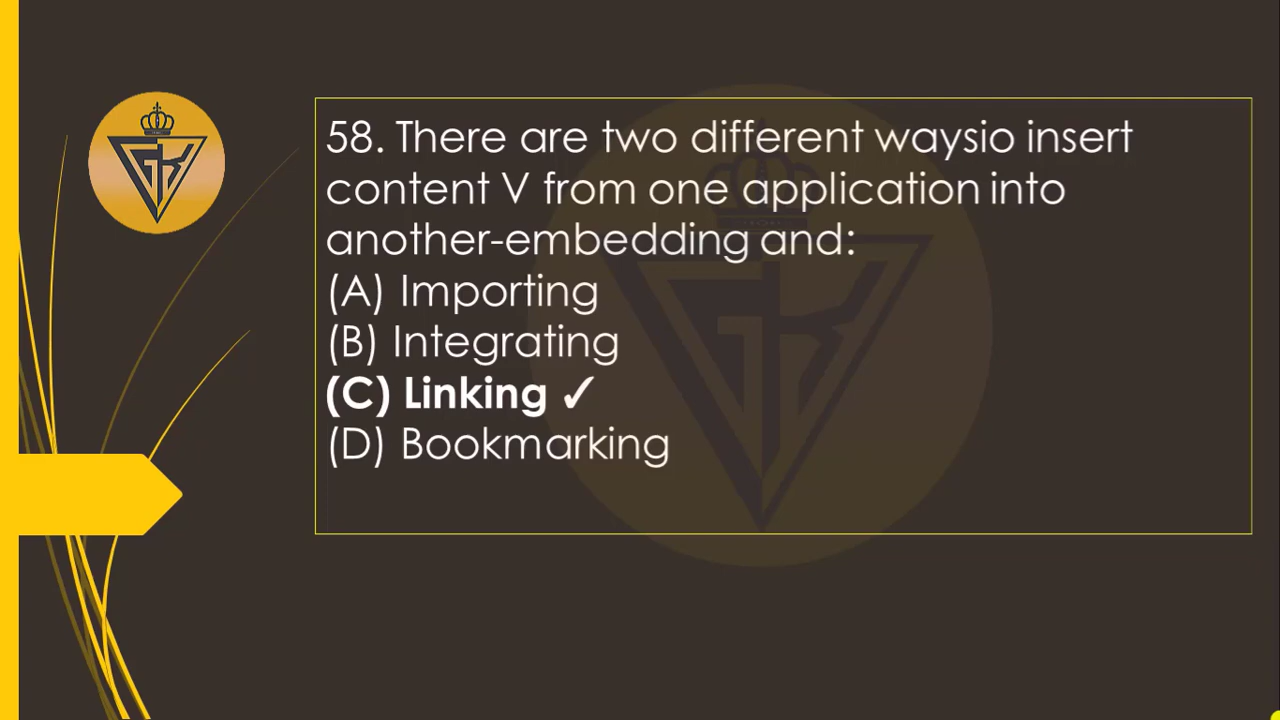 58. There are two different waysio insert
content V from one application into
another-embedding and:
(A) Importing
(B) Integrating
(C) Linking ✓
(D) Bookmarking
GK